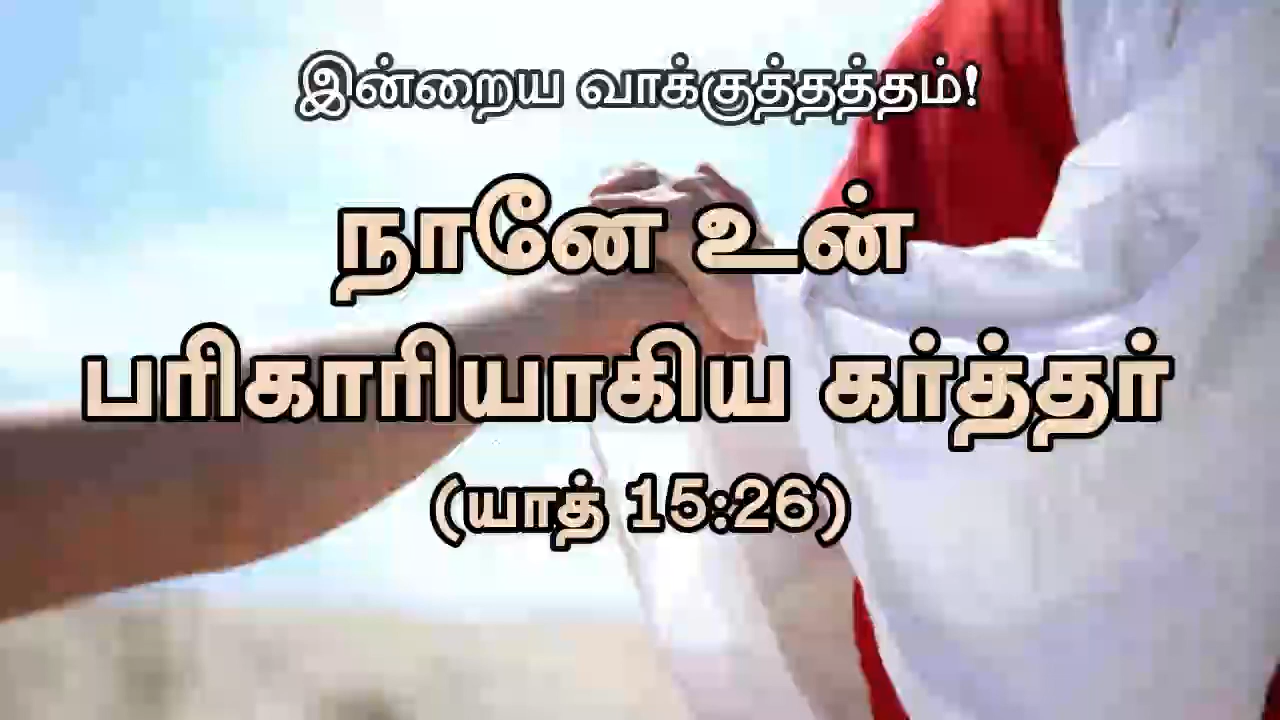 இன்றைய வாக்குத்தத்தம்!
நானே உன்
பரிகாரியாகிய கர்த்தர்
(யாத் 15:26)